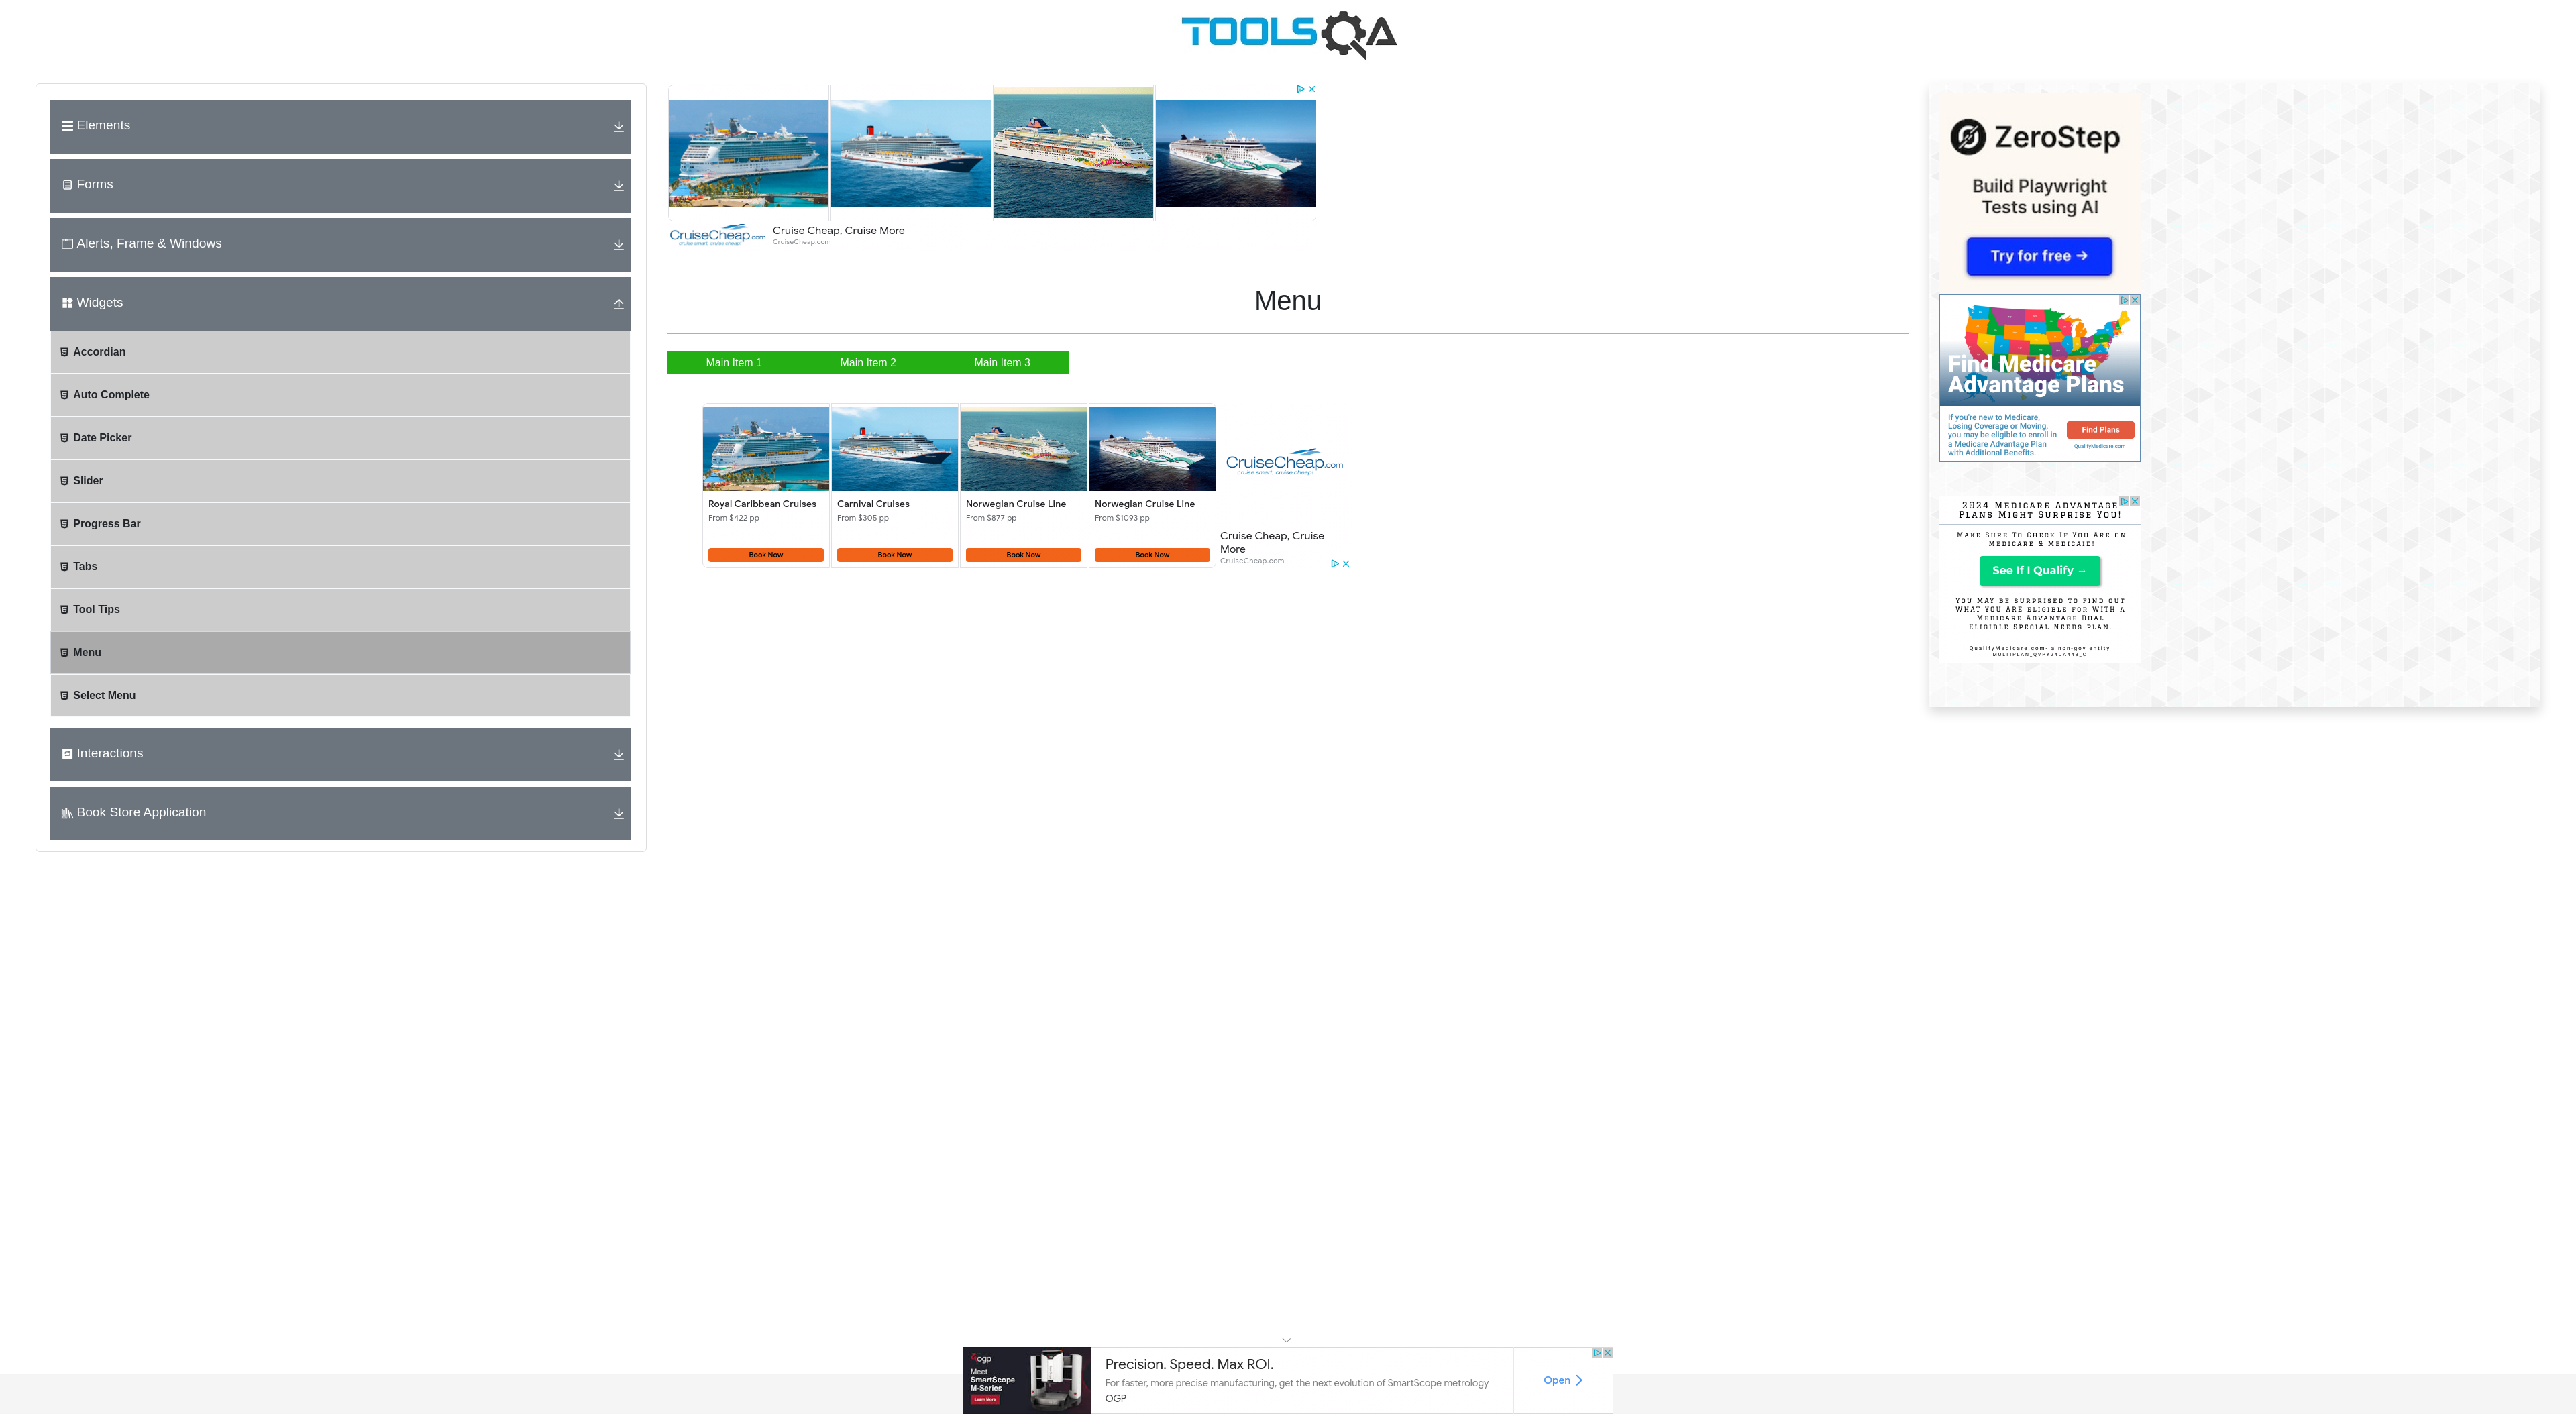 TOOLSQA
Elements
Forms
Alerts, Frame & Windows
Widgets
Accordian
Auto Complete
Date Picker
Slider
Progress Bar
Tabs
Tool Tips
Menu
Select Menu
Interactions
Book Store Application
CruiseCheap.com
cruise smart, cruise cheap!
Cruise Cheap, Cruise More
CruiseCheap.com
Menu
Main Item 1
Main Item 2
Main Item 3
Royal Caribbean Cruises
From $422 pp
Book Now
Carnival Cruises
From $305 pp
Book Now
Norwegian Cruise Line
From $877 pp
Book Now
Norwegian Cruise Line
From $1093 pp
Book Now
CruiseCheap.com
cruise smart, cruise cheap!
Cruise Cheap, Cruise
More
CruiseCheap.com
ZeroStep
Build Playwright
Tests using AI
Try for free →
Find Medicare
Advantage Plans
If you're new to Medicare,
Losing Coverage or Moving,
you may be eligible to enroll in
a Medicare Advantage Plan
with Additional Benefits.
Find Plans
QualifyMedicare.com
2024 Medicare Advantage
Plans Might Surprise You!
Make Sure To Check If You Are on
Medicare & Medicaid!
See If I Qualify →
You MAY be surprised to find out
what you are eligible for with a
Medicare Advantage Dual
Eligible Special Needs plan.
QualifyMedicare.com- a non-gov entity
MULTIPLAN_QVPY24DA443_C
ogp
Meet
SmartScope
M-Series
Learn More
Precision. Speed. Max ROI.
For faster, more precise manufacturing, get the next evolution of SmartScope metrology
OGP
Open